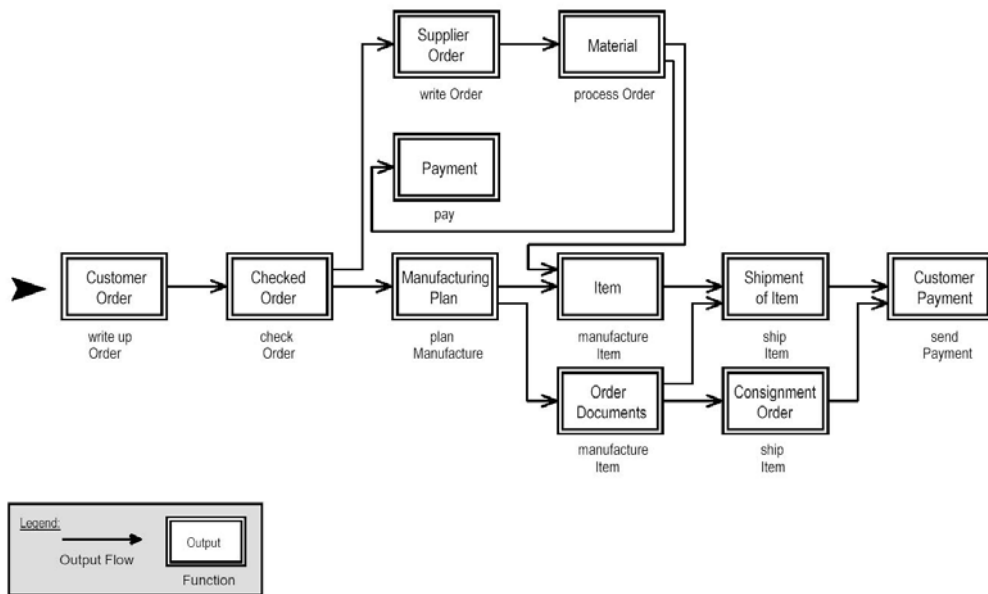 Supplier
Order
Material
write Order
process Order
Payment
pay
Customer
Order
Checked
Order
Manufacturing
Plan
Item
Shipment
of Item
Customer
Payment
write up
Order
check
Order
plan
Manufacture
manufacture
Item
ship
Item
send
Payment
Order
Documents
Consignment
Order
manufacture
Item
ship
Item
Legend:
Output Flow
Output
Function